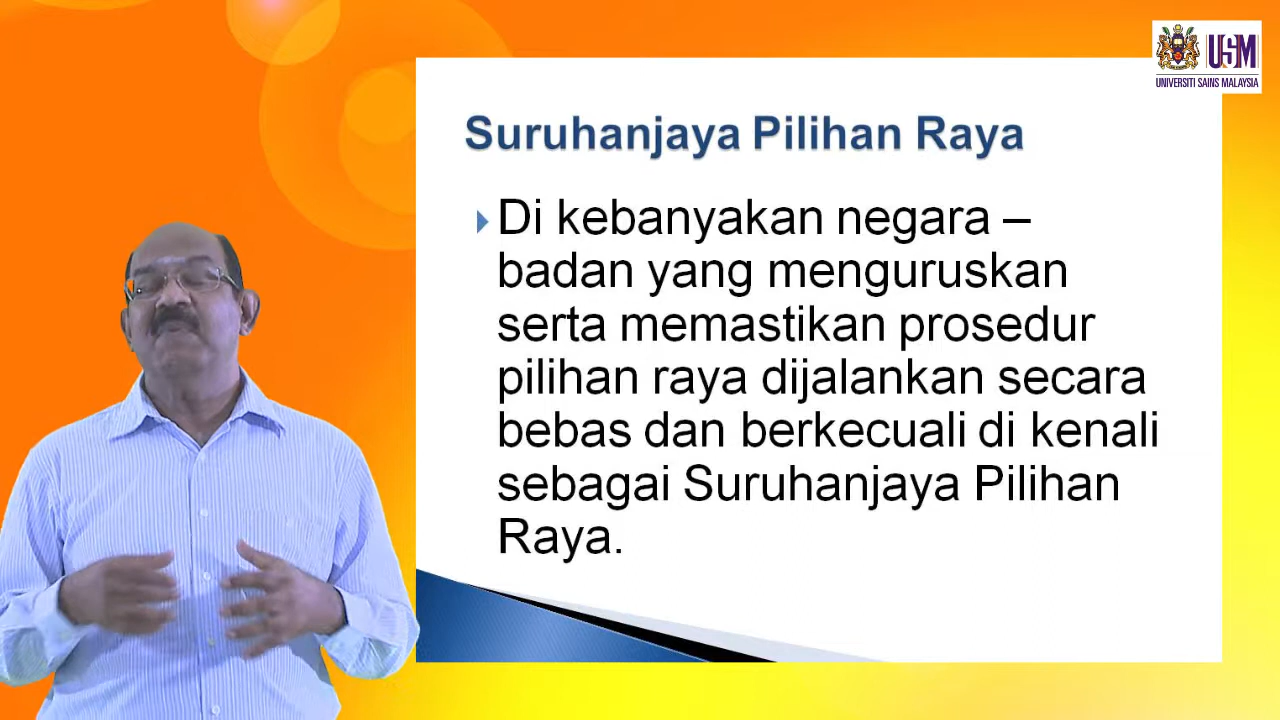 USM
UNIVERSITI SAINS MALAYSIA
Suruhanjaya Pilihan Raya
Di kebanyakan negara –
badan yang menguruskan
serta memastikan prosedur
pilihan raya dijalankan secara
bebas dan berkecuali di kenali
sebagai Suruhanjaya Pilihan
Raya.